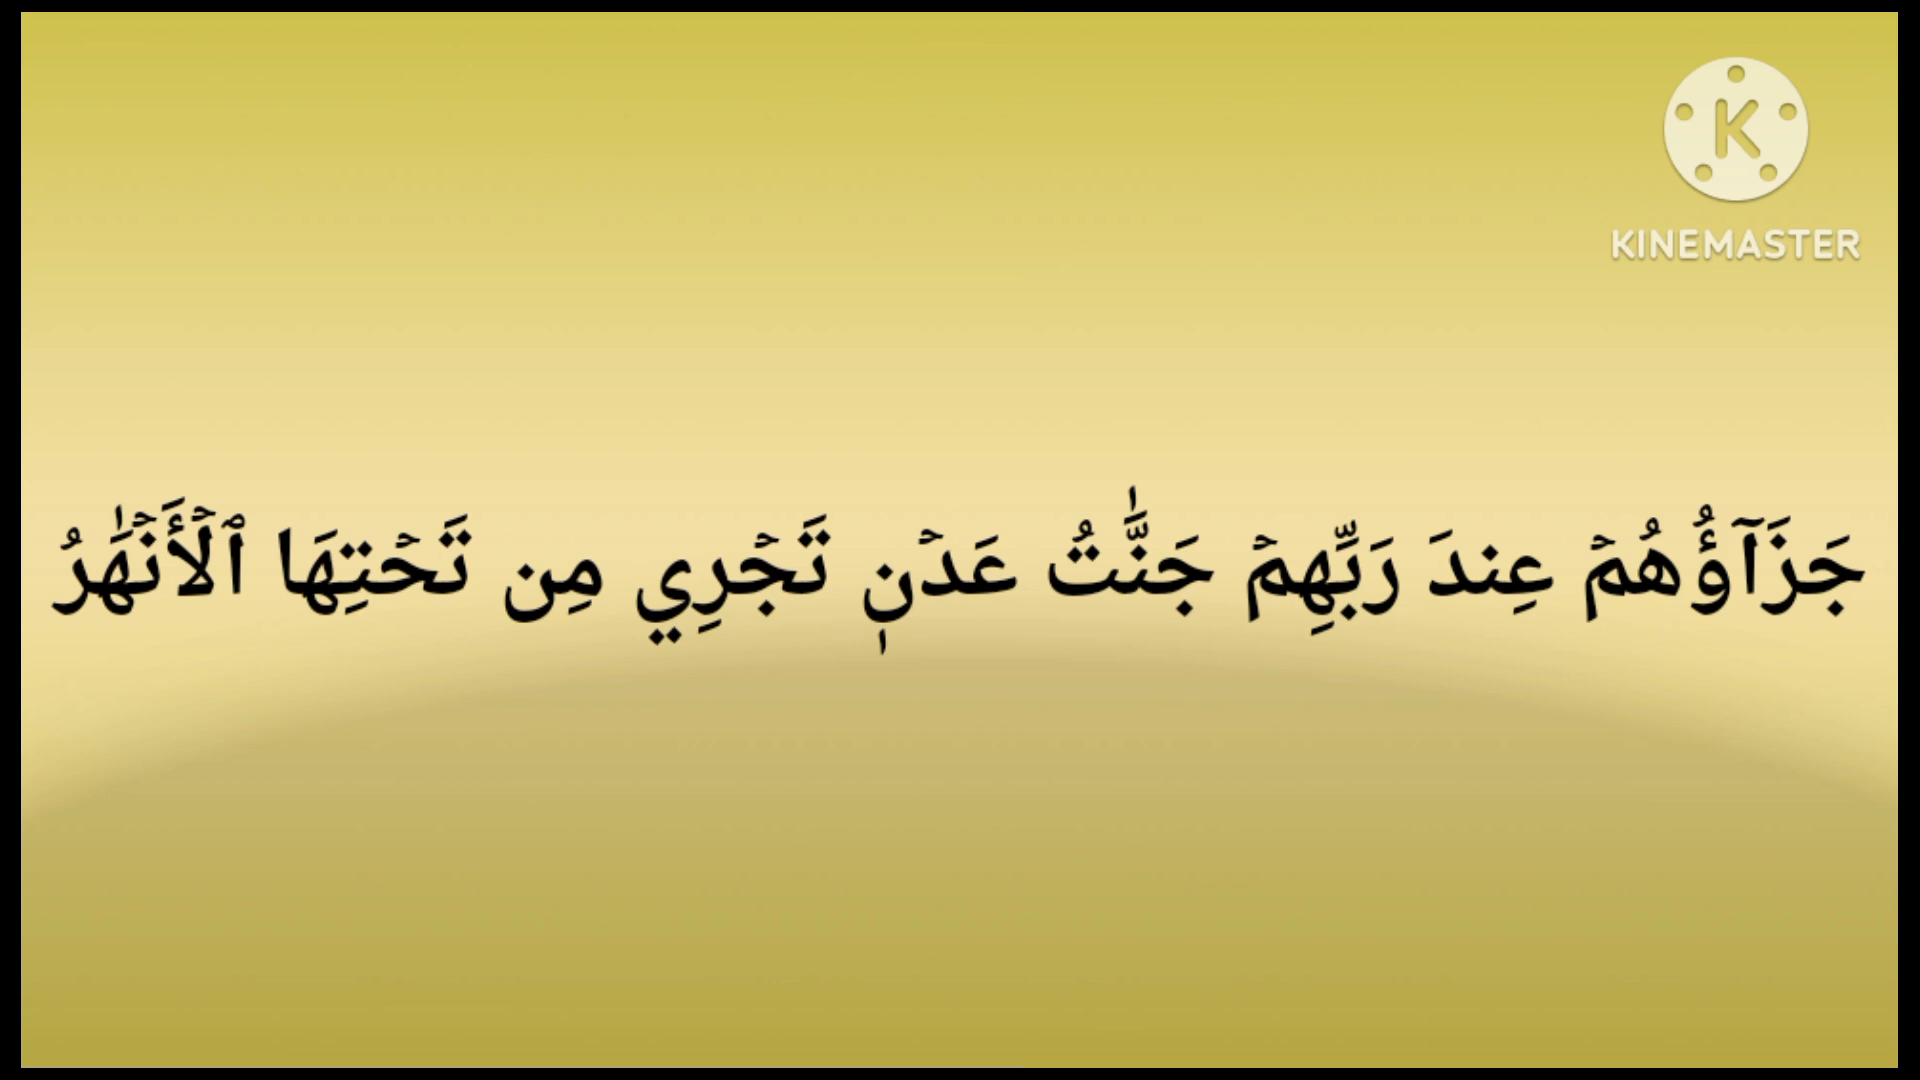 K
KINEMASTER
جَزَآؤُهُمۡ عِندَ رَبِّهِمۡ جَنَّٰتُ عَدۡنٖ تَجۡرِي مِن تَحۡتِهَا ٱلۡأَنۡهَٰرُ